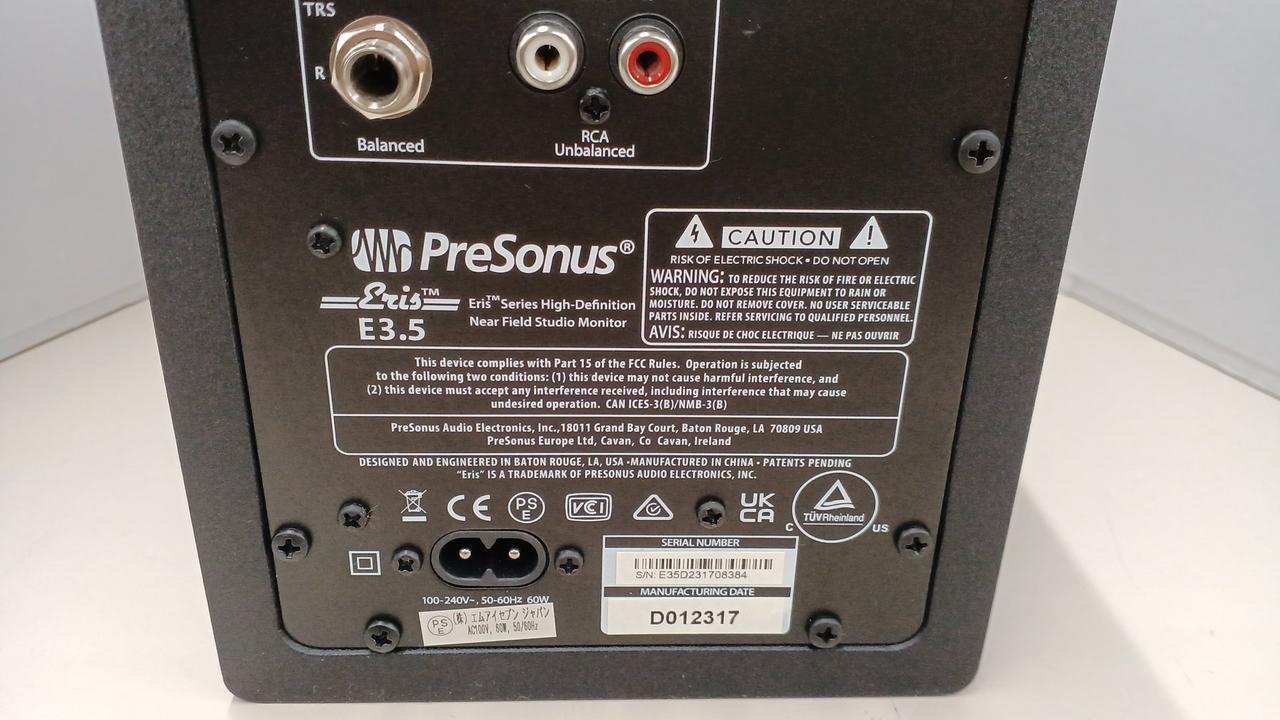 TRS
R
Balanced
RCA
Unbalanced
PreSonus®
Eris™
E3.5
Eris™ Series High-Definition
Near Field Studio Monitor
CAUTION
RISK OF ELECTRIC SHOCK • DO NOT OPEN
WARNING: TO REDUCE THE RISK OF FIRE OR ELECTRIC
SHOCK, DO NOT EXPOSE THIS EQUIPMENT TO RAIN OR
MOISTURE. DO NOT REMOVE COVER. NO USER SERVICEABLE
PARTS INSIDE. REFER SERVICING TO QUALIFIED PERSONNEL.
AVIS: RISQUE DE CHOC ELECTRIQUE — NE PAS OUVRIR
This device complies with Part 15 of the FCC Rules. Operation is subjected
to the following two conditions: (1) this device may not cause harmful interference, and
(2) this device must accept any interference received, including interference that may cause
undesired operation. CAN ICES-3(B)/NMB-3(B)
PreSonus Audio Electronics, Inc.,18011 Grand Bay Court, Baton Rouge, LA 70809 USA
PreSonus Europe Ltd, Cavan, Co Cavan, Ireland
DESIGNED AND ENGINEERED IN BATON ROUGE, LA, USA •MANUFACTURED IN CHINA • PATENTS PENDING
"Eris" IS A TRADEMARK OF PRESONUS AUDIO ELECTRONICS, INC.
CE
PS
E
VCI
UK
CA
TÜVRheinland
C US
100-240V~, 50-60Hz 60W
PS
E
(株) エムアイセブン ジャパン
AC100V, 60W, 50/60Hz
SERIAL NUMBER
S/N: E35D231708384
MANUFACTURING DATE
D012317